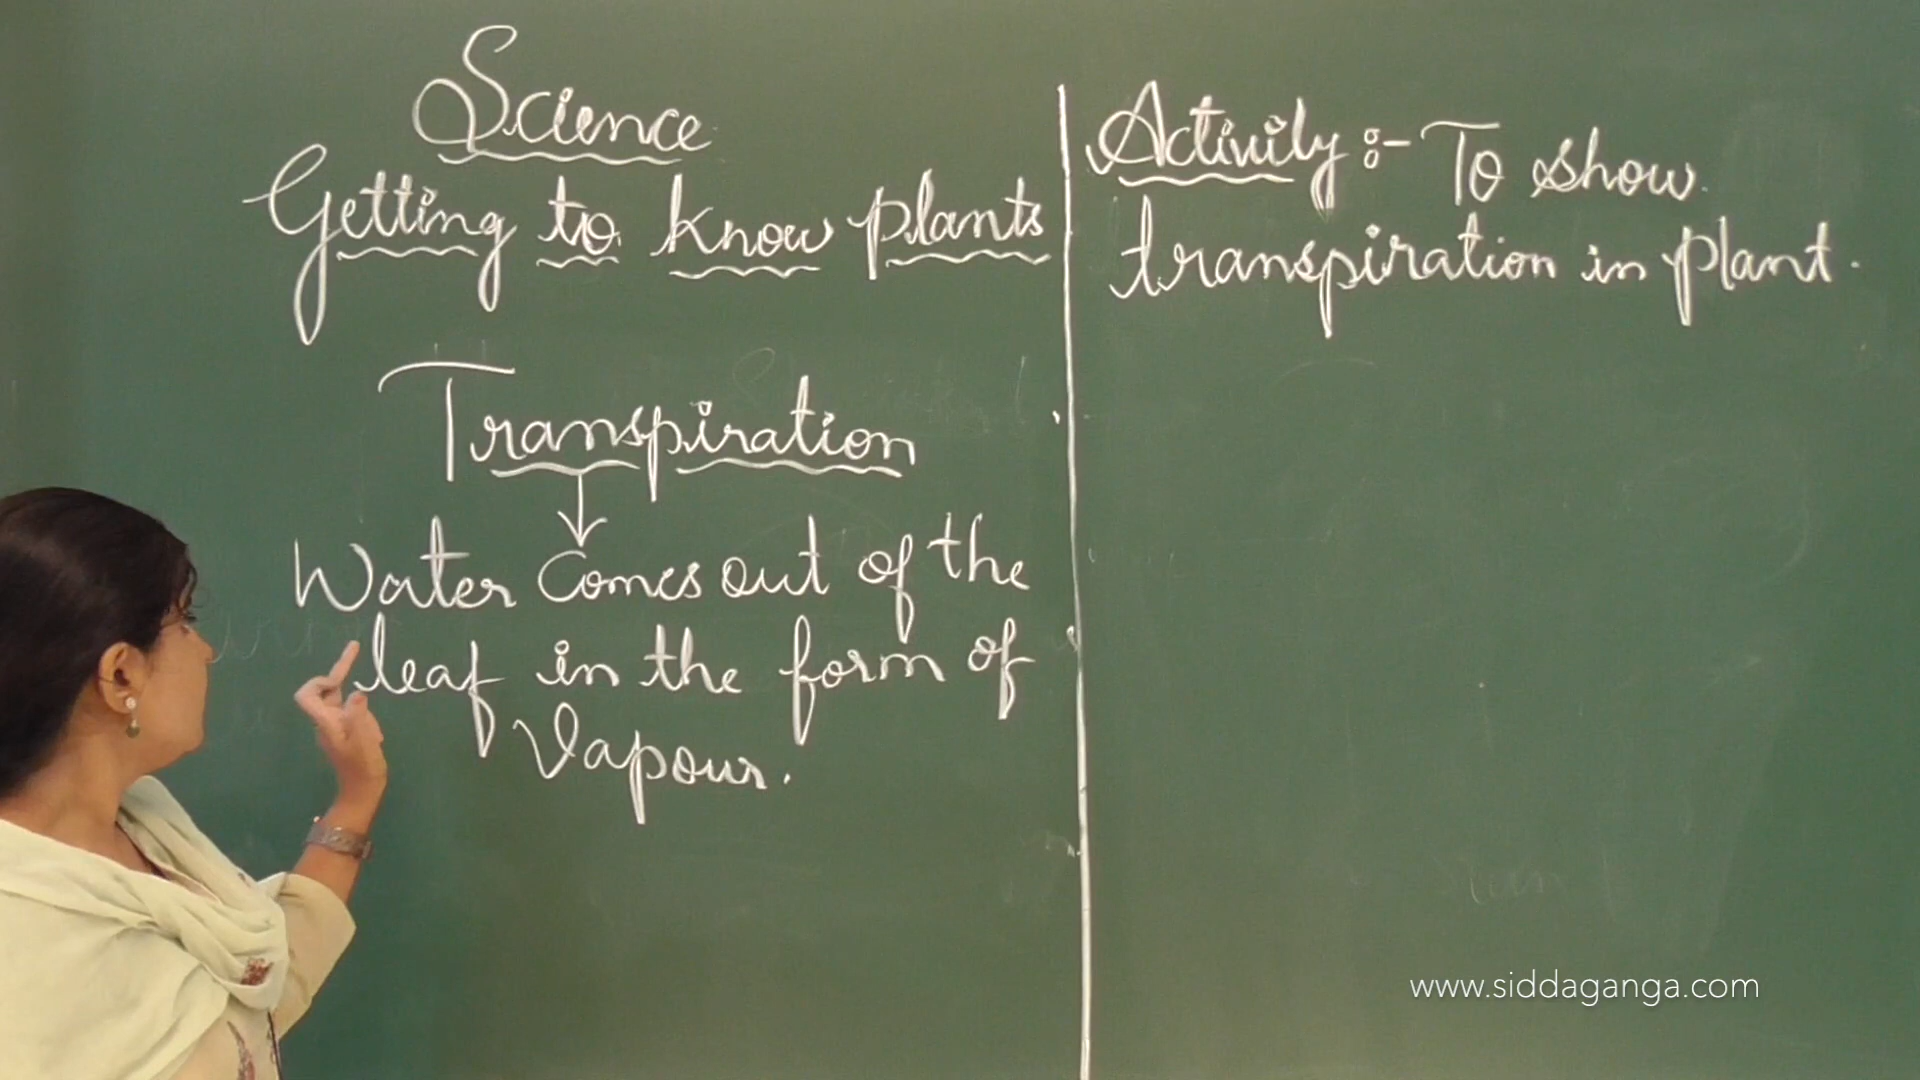 Science
Getting to know plants
Transpiration
Water comes out of the
leaf in the form of
Vapour.
Activity :- To show
transpiration in plant.
www.siddaganga.com